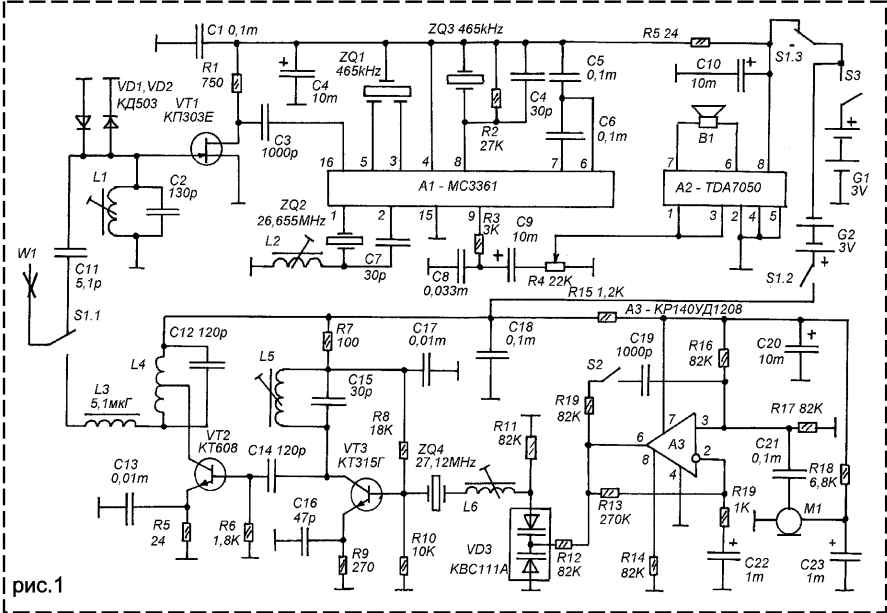 C1 0,1m
ZQ3 465kHz
R5 24
R1
750
C4
10m
ZQ1
465kHz
C5
0,1m
C10
10m
S1.3
S3
VD1,VD2
КД503
VT1
КП303Е
C3
1000p
R2
27K
C4
30p
C6
0,1m
B1
G1
3V
16
5
3
4
8
7
6
7
6
8
A1 - MC3361
A2 - TDA7050
L1
C2
130p
1
2
15
9
1
3
2
4
5
G2
3V
ZQ2
26,655MHz
L2
C7
30p
R3
3K
C9
10m
C8
0,033m
R4 22K
S1.2
W1
C11
5,1p
S1.1
R15 1,2K
A3 - КР140УД1208
C12 120p
L4
R7
100
C17
0,01m
C18
0,1m
S2
C19
1000p
R16
82K
C20
10m
L5
C15
30p
R8
18K
L3
5,1мкГ
R11
82K
R19
82K
R17 82K
7
3
6
A3
2
8
4
C21
0,1m
R18
6,8K
VT2
КТ608
C14 120p
VT3
КТ315Г
ZQ4
27,12MHz
L6
R13
270K
R19
1K
M1
C13
0,01m
R5
24
R6
1,8K
C16
47p
R9
270
R10
10K
VD3
КВС111А
R12
82K
R14
82K
C22
1m
C23
1m
рис.1